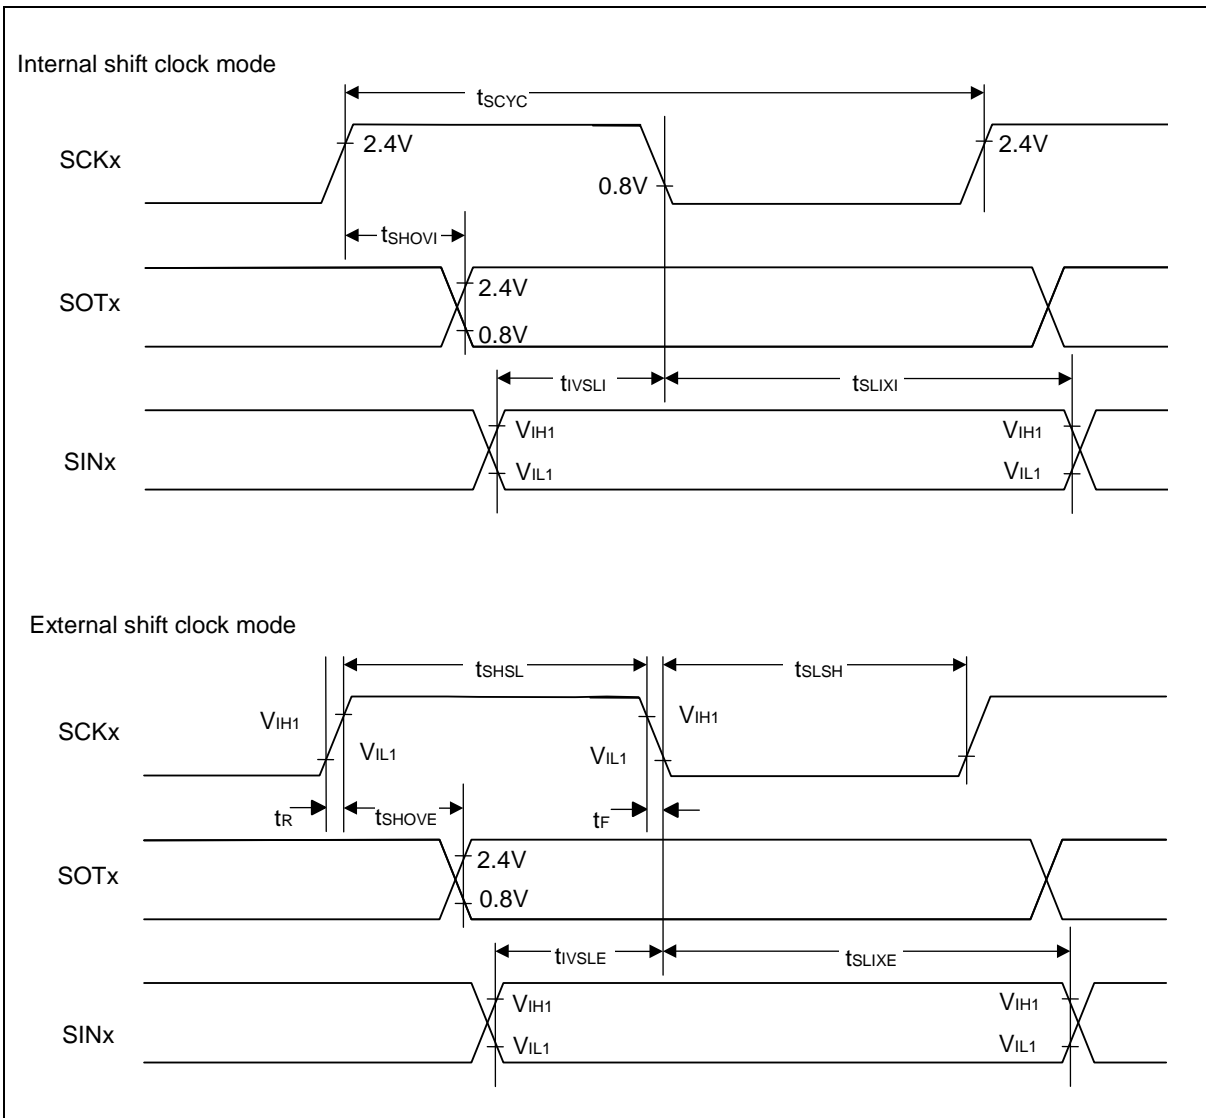 Internal shift clock mode
tSCYC
SCKx
2.4V
0.8V
2.4V
tSHOVI
SOTx
2.4V
0.8V
tIVSLI
tSLIXI
SINx
VIH1
VIH1
VIL1
VIL1
External shift clock mode
tSHSL
tSLSH
SCKx
VIH1
VIH1
VIL1
VIL1
tR
tSHOVE
tF
SOTx
2.4V
0.8V
tIVSLE
tSLIXE
SINx
VIH1
VIH1
VIL1
VIL1